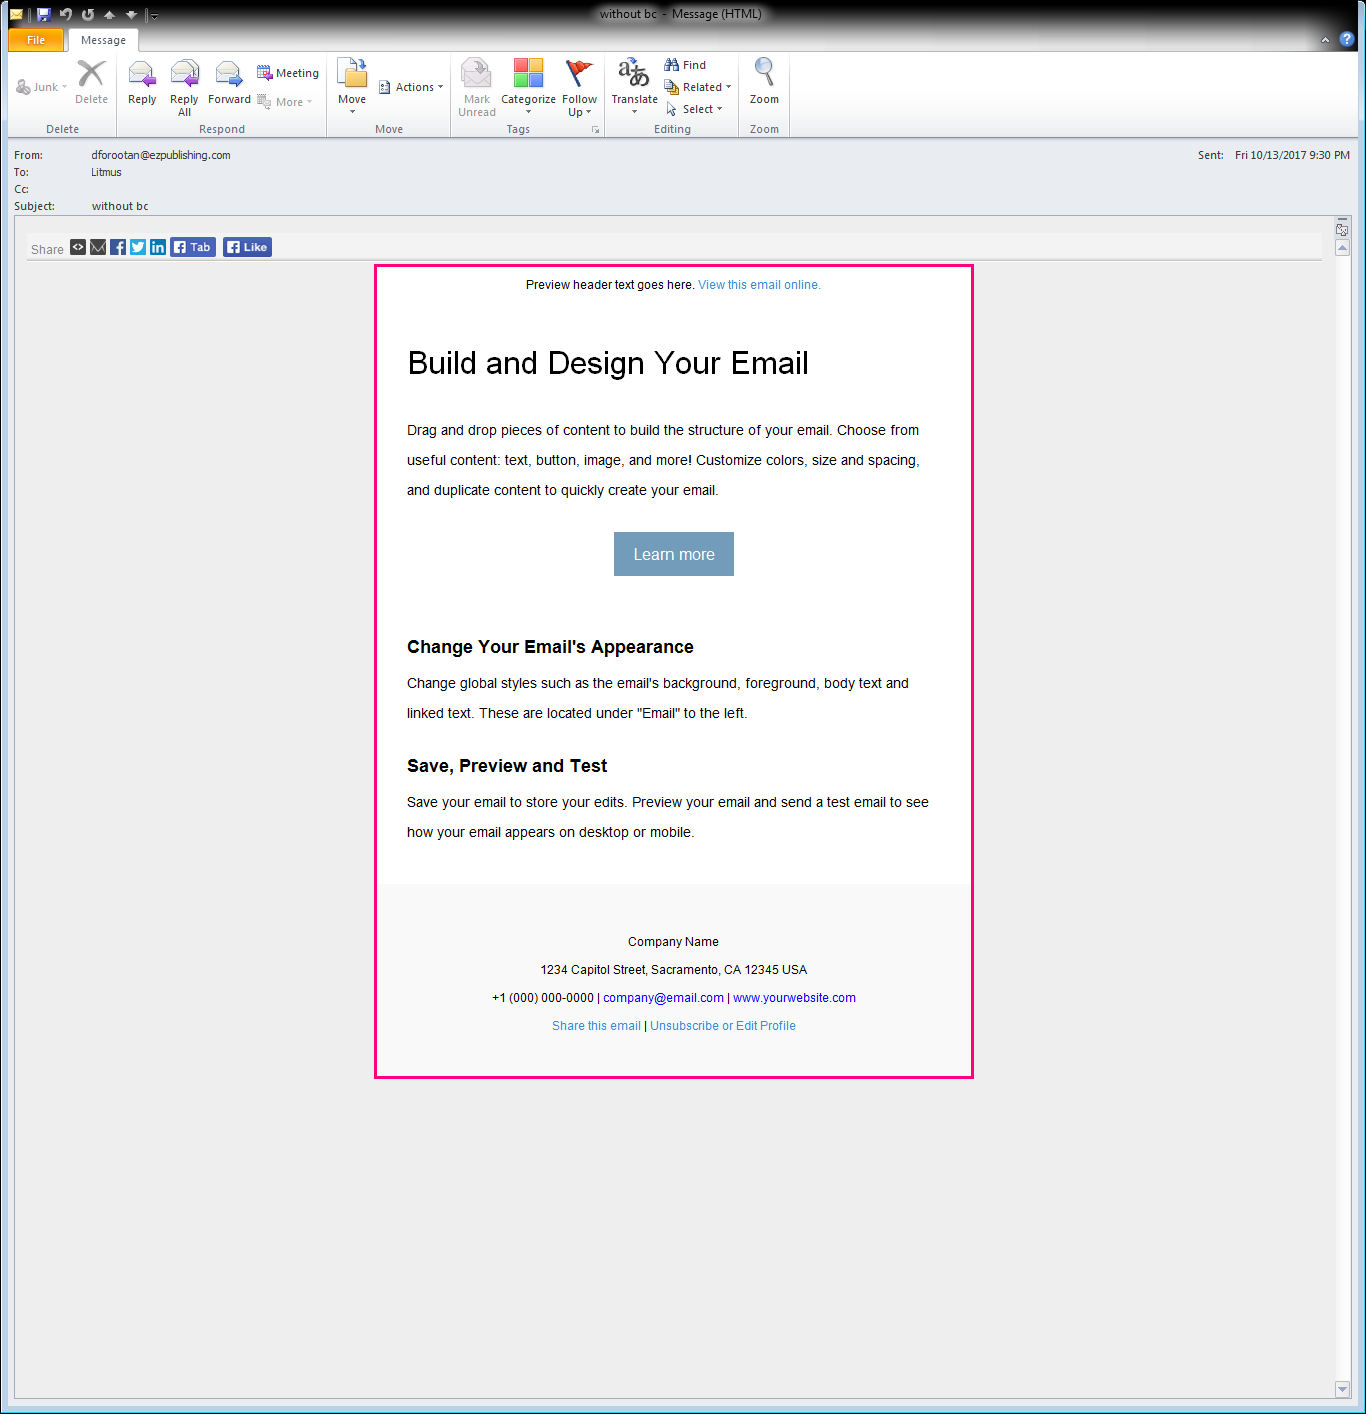 without bc - Message (HTML)
File Message
Junk Delete Reply Reply All Forward Meeting More Move Actions Mark Unread Categorize Follow Up Translate Find Related Select Zoom
Delete Respond Move Tags Editing Zoom
From: dforootan@ezpublishing.com Sent: Fri 10/13/2017 9:30 PM
To: Litmus
Cc:
Subject: without bc
Share Tab Like
Preview header text goes here. View this email online.
Build and Design Your Email
Drag and drop pieces of content to build the structure of your email. Choose from
useful content: text, button, image, and more! Customize colors, size and spacing,
and duplicate content to quickly create your email.
Learn more
Change Your Email's Appearance
Change global styles such as the email's background, foreground, body text and
linked text. These are located under "Email" to the left.
Save, Preview and Test
Save your email to store your edits. Preview your email and send a test email to see
how your email appears on desktop or mobile.
Company Name
1234 Capitol Street, Sacramento, CA 12345 USA
+1 (000) 000-0000 | company@email.com | www.yourwebsite.com
Share this email | Unsubscribe or Edit Profile